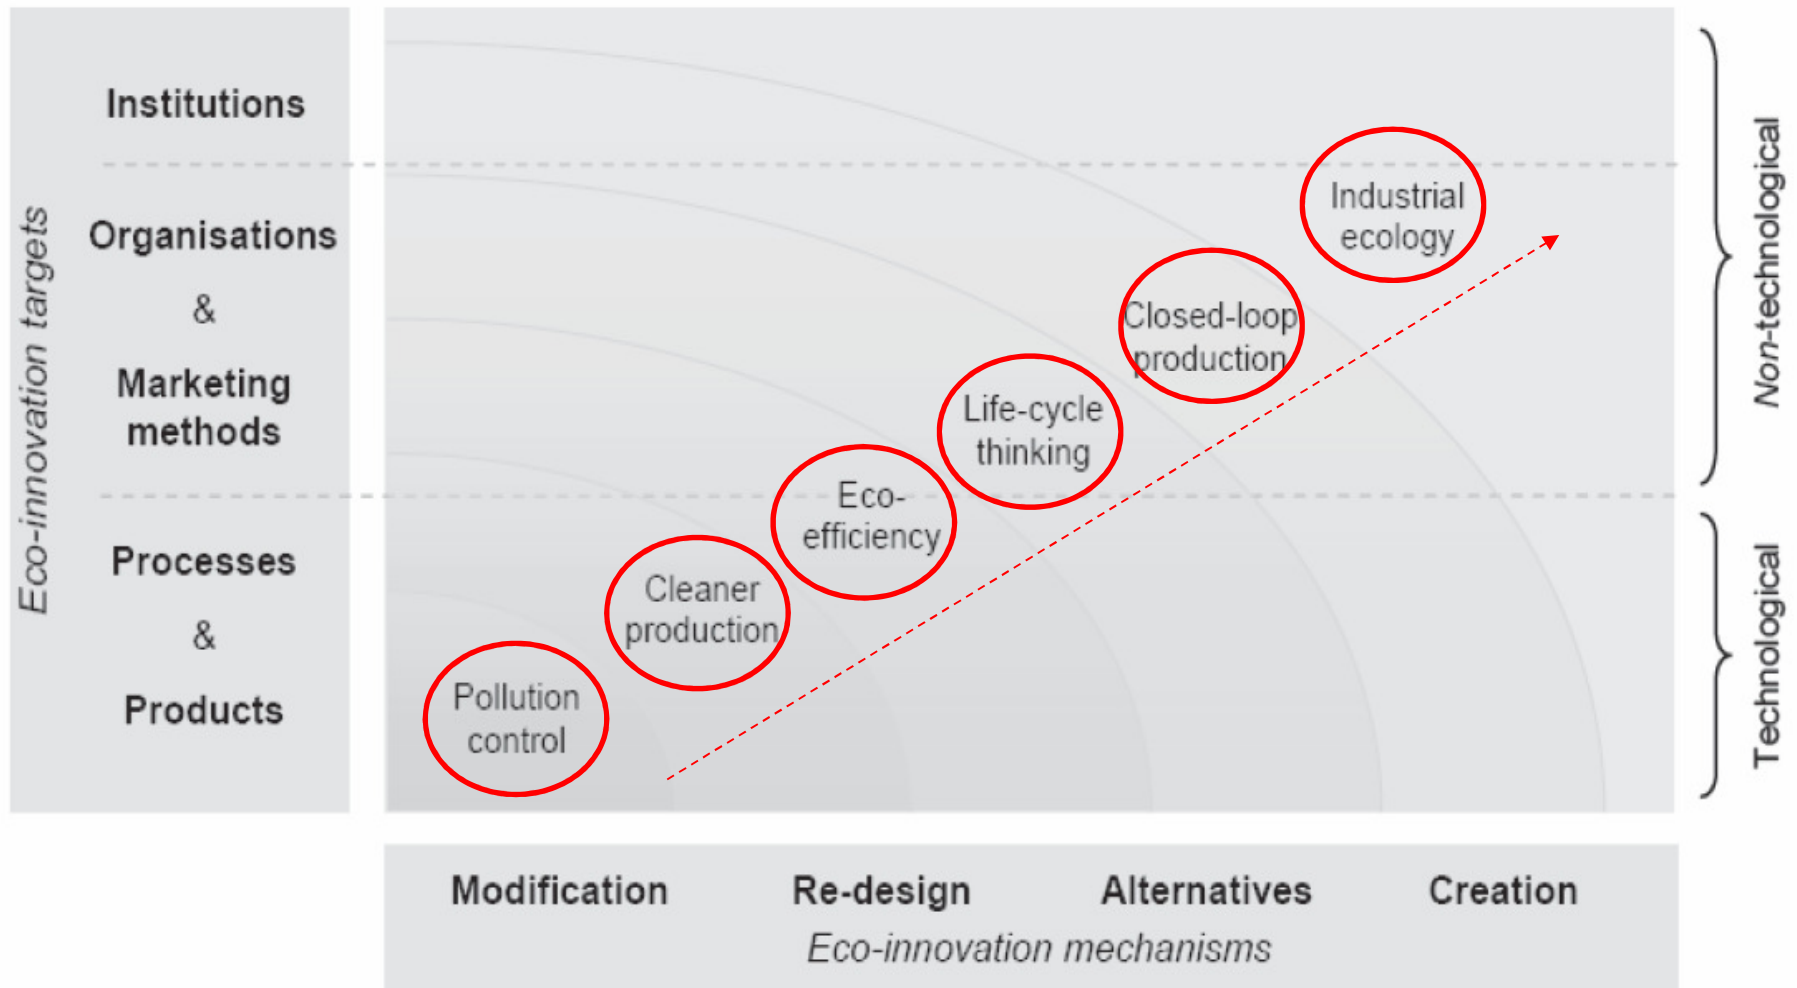 Eco-innovation targets
Institutions
Organisations
&
Marketing
methods
Processes
&
Products
Industrial
ecology
Closed-loop
production
Life-cycle
thinking
Eco-
efficiency
Cleaner
production
Pollution
control
Non-technological
Technological
Modification
Re-design
Alternatives
Creation
Eco-innovation mechanisms